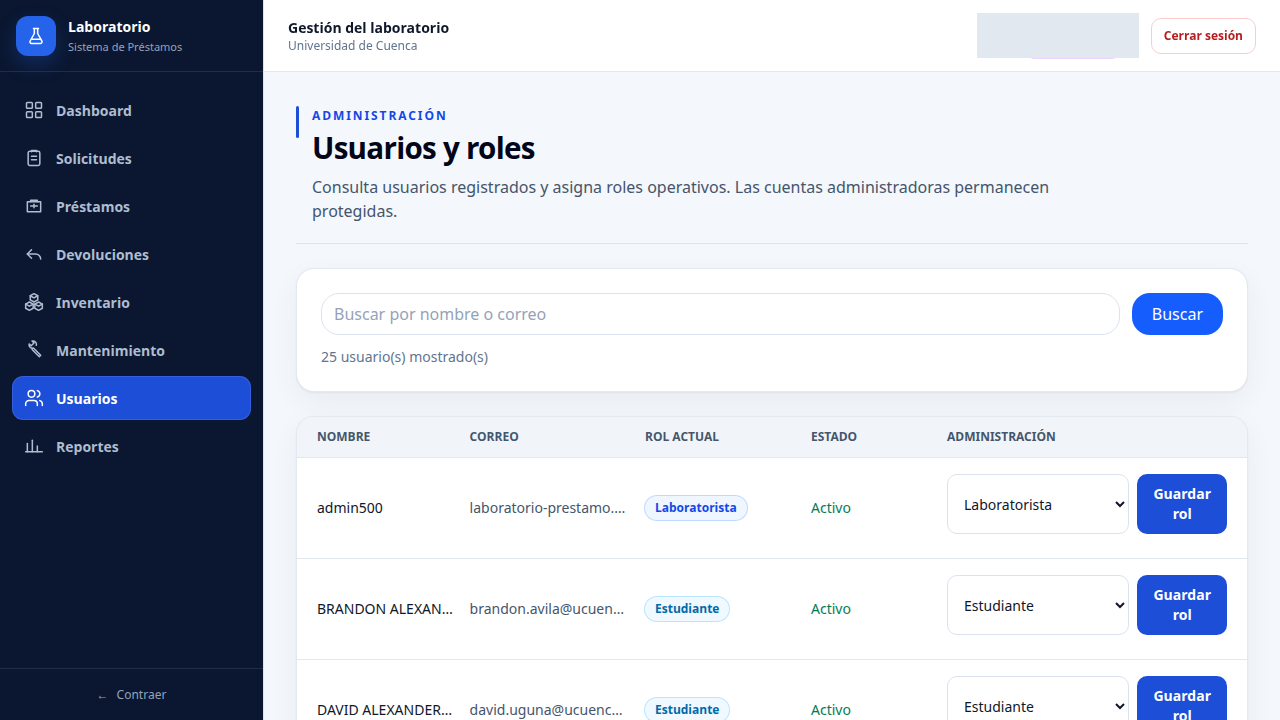 Laboratorio
Sistema de Préstamos
Gestión del laboratorio
Universidad de Cuenca
Cerrar sesión
Dashboard
Solicitudes
Préstamos
Devoluciones
Inventario
Mantenimiento
Usuarios
Reportes
← Contraer
ADMINISTRACIÓN
Usuarios y roles
Consulta usuarios registrados y asigna roles operativos. Las cuentas administradoras permanecen
protegidas.
Buscar por nombre o correo
Buscar
25 usuario(s) mostrado(s)
NOMBRE CORREO ROL ACTUAL ESTADO ADMINISTRACIÓN
admin500 laboratorio-prestamo.... Laboratorista Activo Laboratorista Guardar rol
BRANDON ALEXAN... brandon.avila@ucuen... Estudiante Activo Estudiante Guardar rol
DAVID ALEXANDER... david.uguna@ucuenc... Estudiante Activo Estudiante Guardar rol